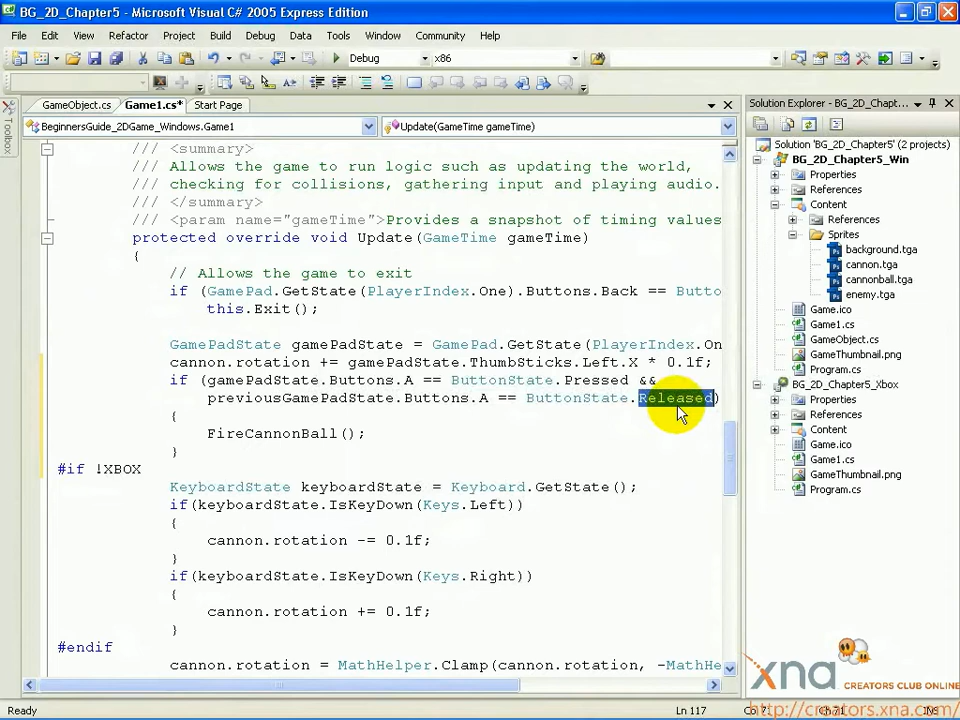 BG_2D_Chapter5 - Microsoft Visual C# 2005 Express Edition
File Edit View Refactor Project Build Debug Data Tools Window Community Help
Debug x86
GameObject.cs Game1.cs* Start Page
Solution Explorer - BG_2D_Chapt...
Toolbox
BeginnersGuide_2DGame_Windows.Game1 Update(GameTime gameTime)
/// <summary>
/// Allows the game to run logic such as updating the world,
/// checking for collisions, gathering input and playing audio.
/// </summary>
/// <param name="gameTime">Provides a snapshot of timing values
protected override void Update(GameTime gameTime)
{
// Allows the game to exit
if (GamePad.GetState(PlayerIndex.One).Buttons.Back == Butto
this.Exit();
GamePadState gamePadState = GamePad.GetState(PlayerIndex.On
cannon.rotation += gamePadState.ThumbSticks.Left.X * 0.1f;
if (gamePadState.Buttons.A == ButtonState.Pressed &&
previousGamePadState.Buttons.A == ButtonState.Released)
{
FireCannonBall();
}
#if !XBOX
KeyboardState keyboardState = Keyboard.GetState();
if(keyboardState.IsKeyDown(Keys.Left))
{
cannon.rotation -= 0.1f;
}
if(keyboardState.IsKeyDown(Keys.Right))
{
cannon.rotation += 0.1f;
}
#endif
cannon.rotation = MathHelper.Clamp(cannon.rotation, -MathHe
Solution 'BG_2D_Chapter5' (2 projects)
BG_2D_Chapter5_Win
Properties
References
Content
References
Sprites
background.tga
cannon.tga
cannonball.tga
enemy.tga
Game.ico
Game1.cs
GameObject.cs
GameThumbnail.png
Program.cs
BG_2D_Chapter5_Xbox
Properties
References
Content
Game.ico
Game1.cs
GameThumbnail.png
Program.cs
xna CREATORS CLUB ONLINE
http://creators.xna.com/
Ready Ln 117